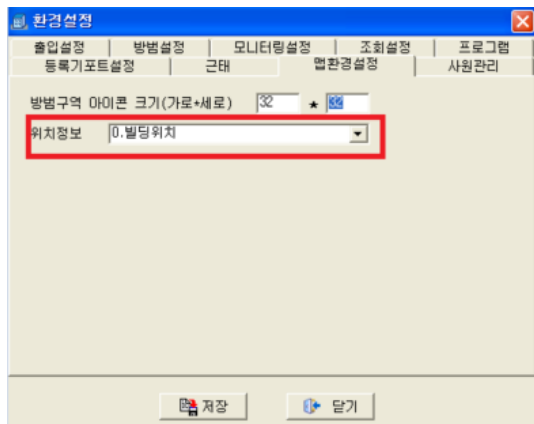 환경설정
출입설정 방범설정 모니터링설정 조회설정 프로그램
등록기포트설정 근태 맵환경설정 사원관리
방범구역 아이콘 크기(가로*세로) 32 * 32
위치정보 0.빌딩위치
저장 닫기